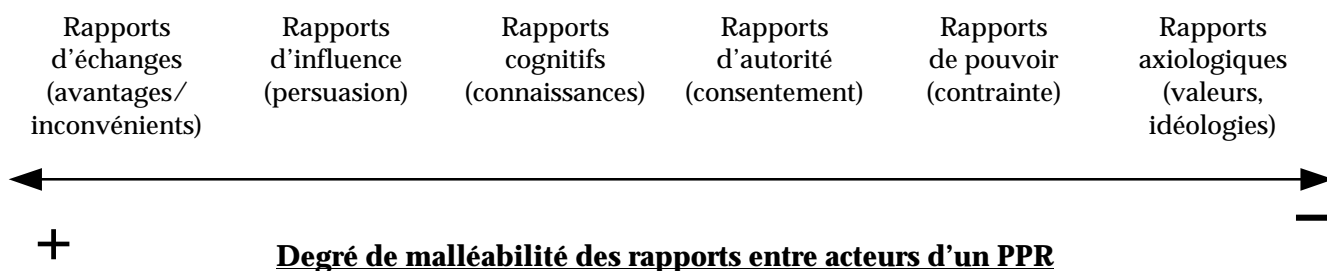 Rapports
d’échanges
(avantages/
inconvénients)
Rapports
d’influence
(persuasion)
Rapports
cognitifs
(connaissances)
Rapports
d’autorité
(consentement)
Rapports
de pouvoir
(contrainte)
Rapports
axiologiques
(valeurs,
idéologies)
+
–
Degré de malléabilité des rapports entre acteurs d’un PPR